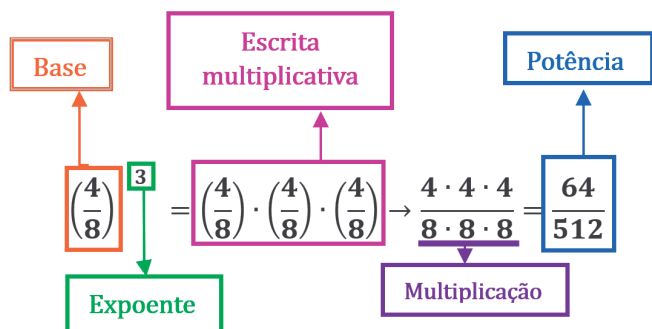 Base
Escrita
multiplicativa
Potência
(4/8)³ = (4/8) · (4/8) · (4/8) → 4 · 4 · 4 / 8 · 8 · 8 = 64/512
Expoente
Multiplicação